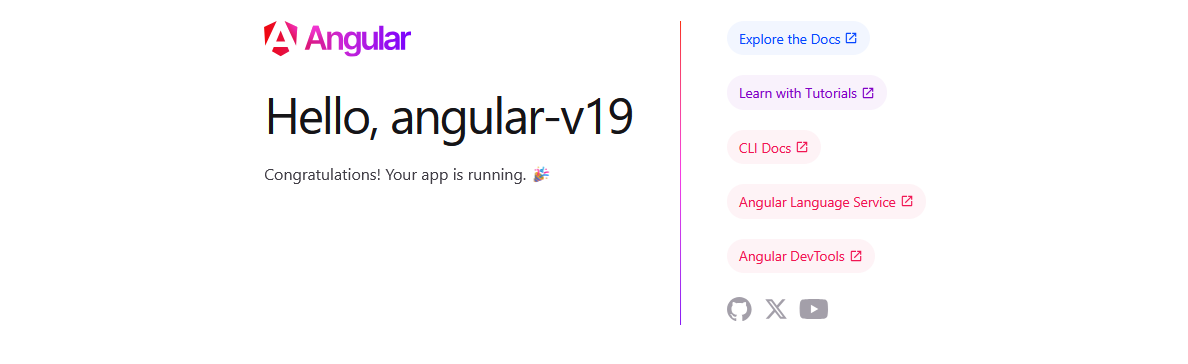 Angular
Hello, angular-v19
Congratulations! Your app is running. 🎉
Explore the Docs
Learn with Tutorials
CLI Docs
Angular Language Service
Angular DevTools